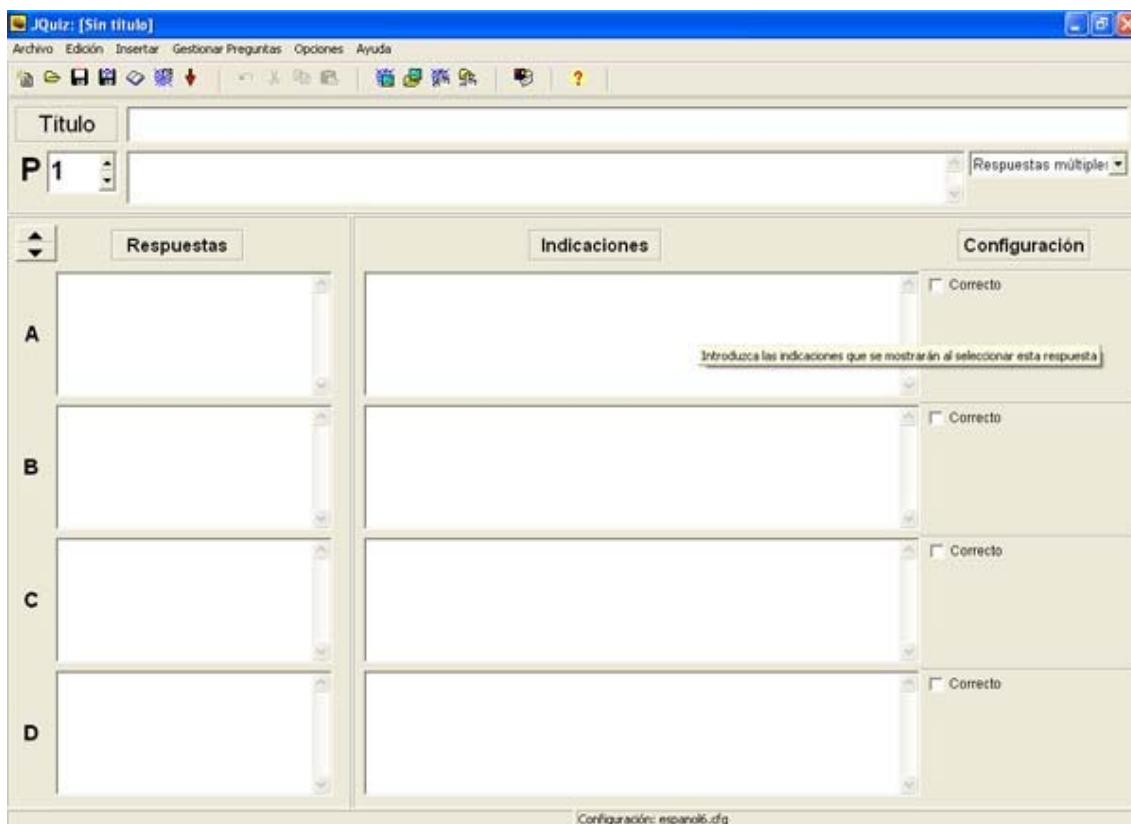 JQuiz: [Sin título]
Archivo Edición Insertar Gestionar Preguntas Opciones Ayuda
?
Titulo
P 1 Respuestas múltiples
Respuestas Indicaciones Configuración
A Correcto
Introduzca las indicaciones que se mostrarán al seleccionar esta respuesta
B Correcto
C Correcto
D Correcto
Configuración: espanol6.cfg